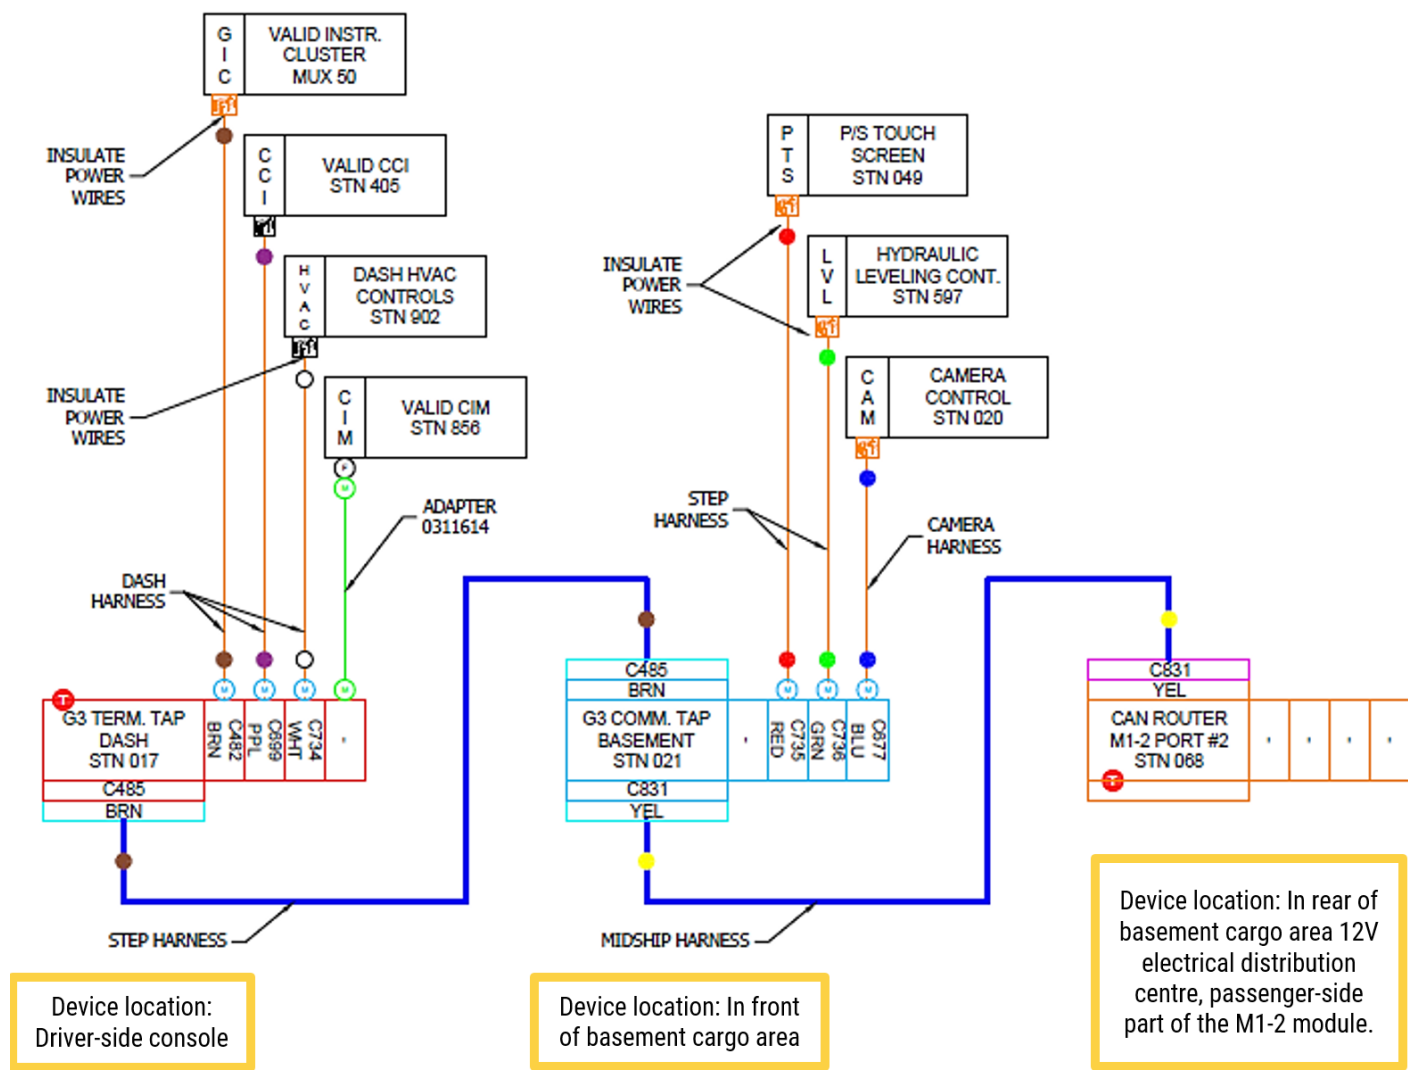 G
I
C
VALID INSTR.
CLUSTER
MUX 50
INSULATE
POWER
WIRES
C
C
I
VALID CCI
STN 405
H
V
A
C
DASH HVAC
CONTROLS
STN 902
INSULATE
POWER
WIRES
C
I
M
VALID CIM
STN 856
F
M
ADAPTER
0311614
DASH
HARNESS
P
T
S
P/S TOUCH
SCREEN
STN 049
INSULATE
POWER
WIRES
L
V
L
HYDRAULIC
LEVELING CONT.
STN 597
C
A
M
CAMERA
CONTROL
STN 020
STEP
HARNESS
CAMERA
HARNESS
M
M
M
M
T
G3 TERM. TAP
DASH
STN 017
C482
BRN
C699
PPL
C734
WHT
-
C485
BRN
STEP HARNESS
C485
BRN
M
M
M
G3 COMM. TAP
BASEMENT
STN 021
-
C735
RED
C736
GRN
C677
BLU
C831
YEL
MIDSHIP HARNESS
C831
YEL
CAN ROUTER
M1-2 PORT #2
STN 068
- - - -
T
Device location:
Driver-side console
Device location: In front
of basement cargo area
Device location: In rear of
basement cargo area 12V
electrical distribution
centre, passenger-side
part of the M1-2 module.